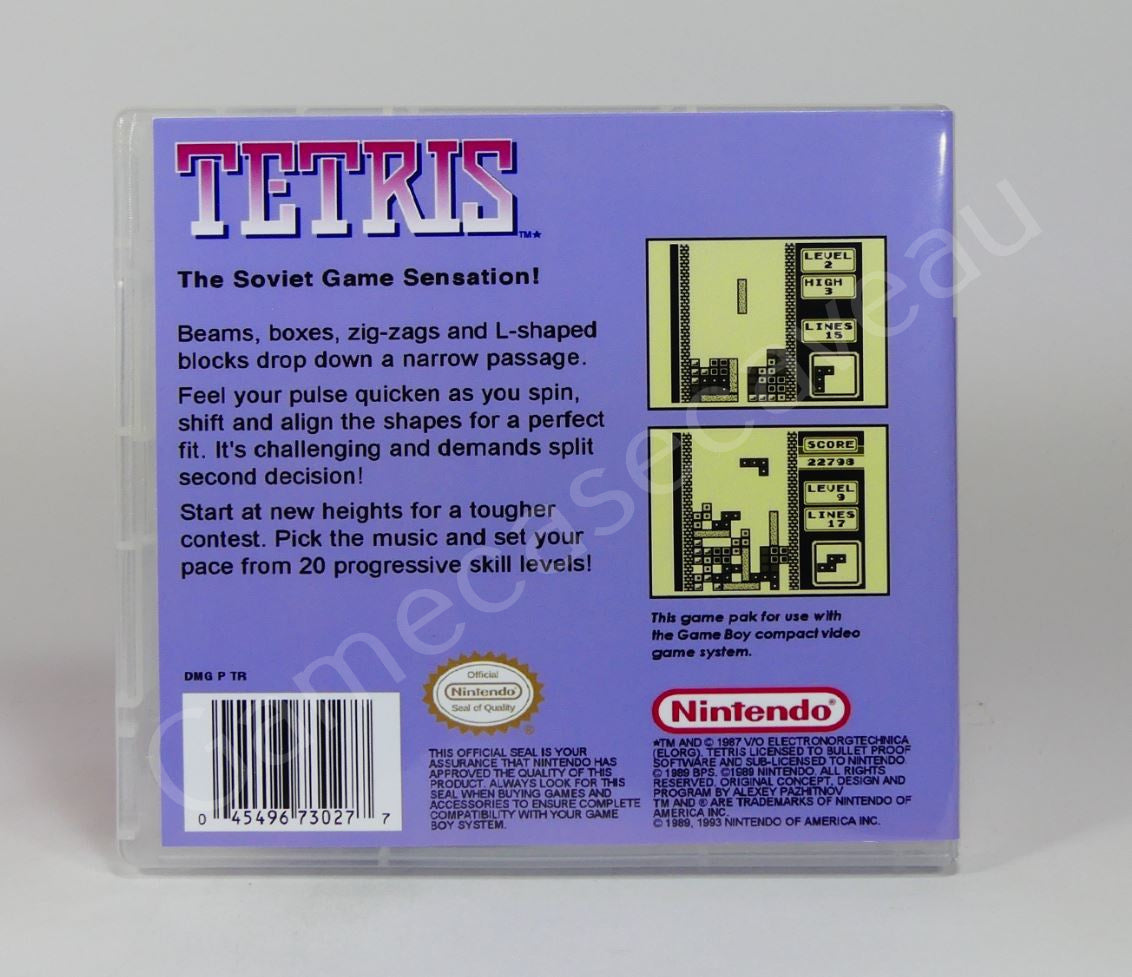 TETRIS
TM★
The Soviet Game Sensation!
Beams, boxes, zig-zags and L-shaped
blocks drop down a narrow passage.
Feel your pulse quicken as you spin,
shift and align the shapes for a perfect
fit. It's challenging and demands split
second decision!
Start at new heights for a tougher
contest. Pick the music and set your
pace from 20 progressive skill levels!
LEVEL
2
HIGH
3
LINES
15
SCORE
22798
LEVEL
9
LINES
17
This game pak for use with
the Game Boy compact video
game system.
DMG P TR
0 45496 73027 7
Official
Nintendo
Seal of Quality
®
THIS OFFICIAL SEAL IS YOUR
ASSURANCE THAT NINTENDO HAS
APPROVED THE QUALITY OF THIS
PRODUCT. ALWAYS LOOK FOR THIS
SEAL WHEN BUYING GAMES AND
ACCESSORIES TO ENSURE COMPLETE
COMPATIBILITY WITH YOUR GAME
BOY SYSTEM.
Nintendo®
★TM AND © 1987 V/O ELECTRONORGTECHNICA
(ELORG). TETRIS LICENSED TO BULLET PROOF
SOFTWARE AND SUB-LICENSED TO NINTENDO.
© 1989 BPS. ©1989 NINTENDO. ALL RIGHTS
RESERVED. ORIGINAL CONCEPT, DESIGN AND
PROGRAM BY ALEXEY PAZHITNOV
TM AND ® ARE TRADEMARKS OF NINTENDO OF
AMERICA INC.
© 1989, 1993 NINTENDO OF AMERICA INC.
Gamecasecaveau